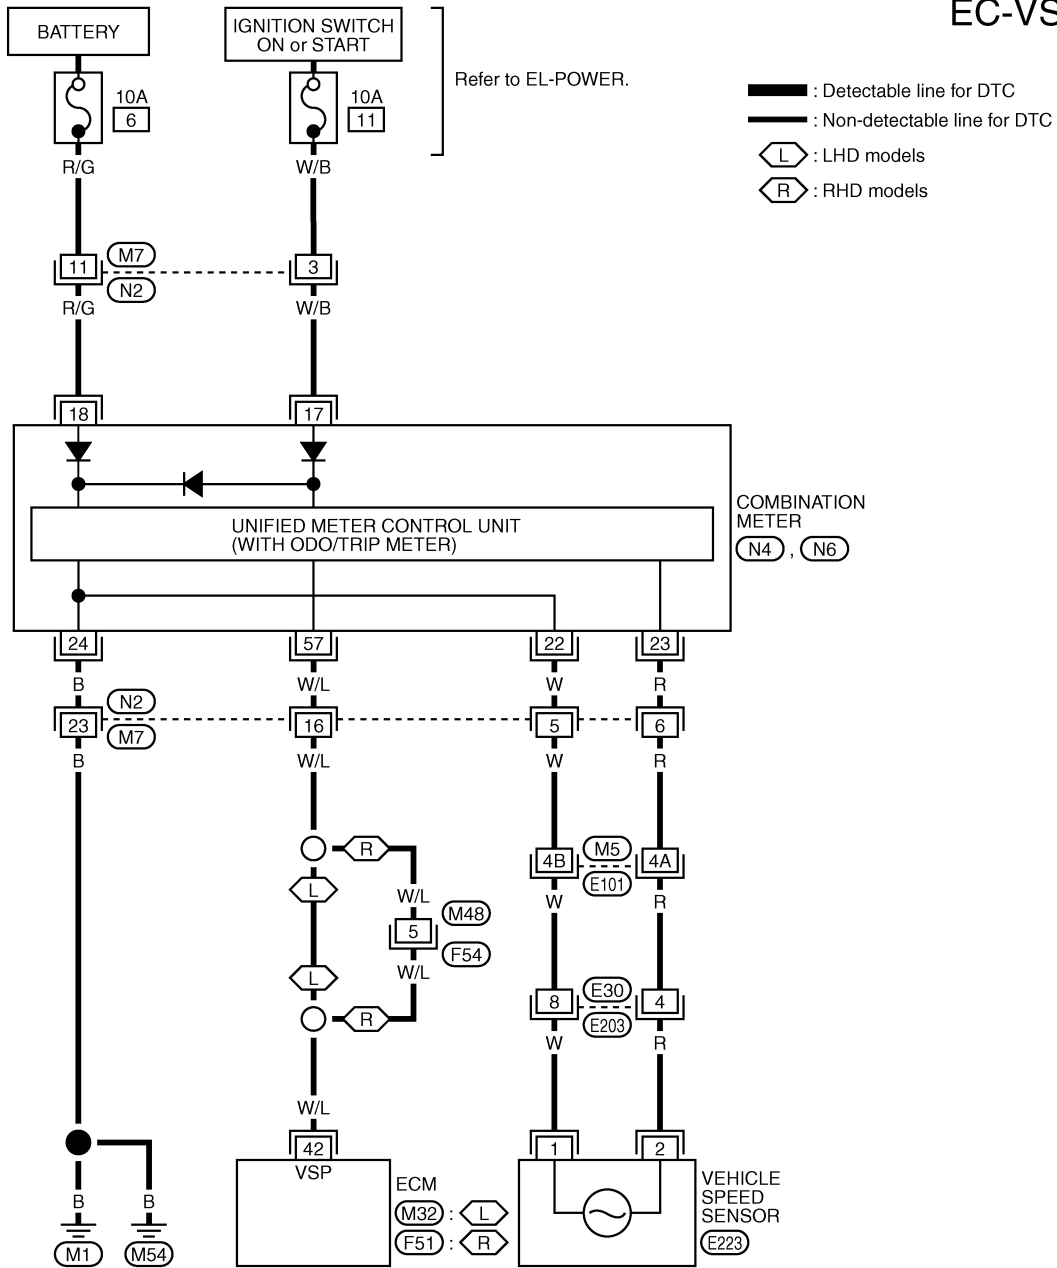 EC-VS
BATTERY
IGNITION SWITCH
ON or START
10A
6
10A
11
Refer to EL-POWER.
: Detectable line for DTC
: Non-detectable line for DTC
L : LHD models
R : RHD models
R/G
W/B
11
M7
N2
3
R/G
W/B
18
17
UNIFIED METER CONTROL UNIT
(WITH ODO/TRIP METER)
COMBINATION
METER
N4 , N6
24
57
22
23
B
W/L
W
R
23
N2
M7
16
5
6
B
W/L
W
R
R
L
W/L
5
M48
F54
W/L
L
R
4B
M5
E101
4A
W
R
8
E30
E203
4
W
R
W/L
42
VSP
ECM
M32 : L
F51 : R
1
2
VEHICLE
SPEED
SENSOR
E223
B
B
M1
M54